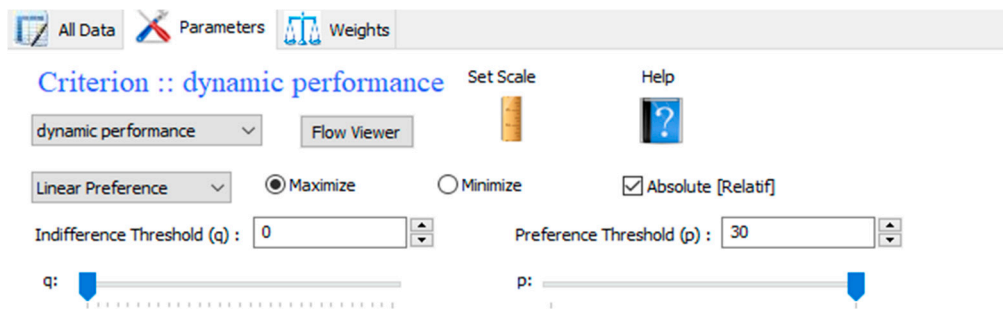 All Data Parameters Weights
Criterion :: dynamic performance Set Scale Help
dynamic performance Flow Viewer
?
Linear Preference Maximize Minimize Absolute [Relatif]
Indifference Threshold (q) : 0 Preference Threshold (p) : 30
q: p: